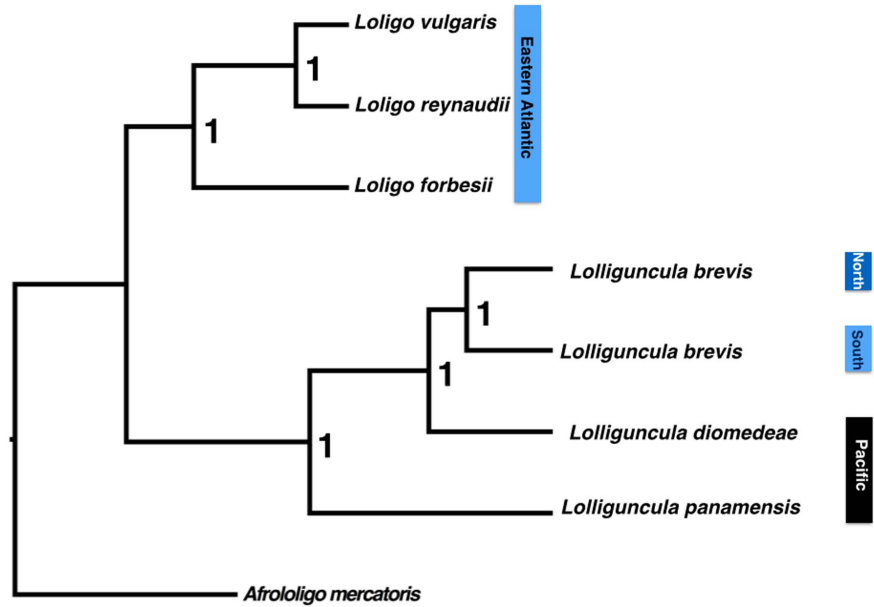 Loligo vulgaris
1
Loligo reynaudii
Eastern Atlantic
1
Loligo forbesii
Lolliguncula brevis
North
1
Lolliguncula brevis
South
1
Lolliguncula diomedeae
1
Pacific
Lolliguncula panamensis
Afrololigo mercatoris